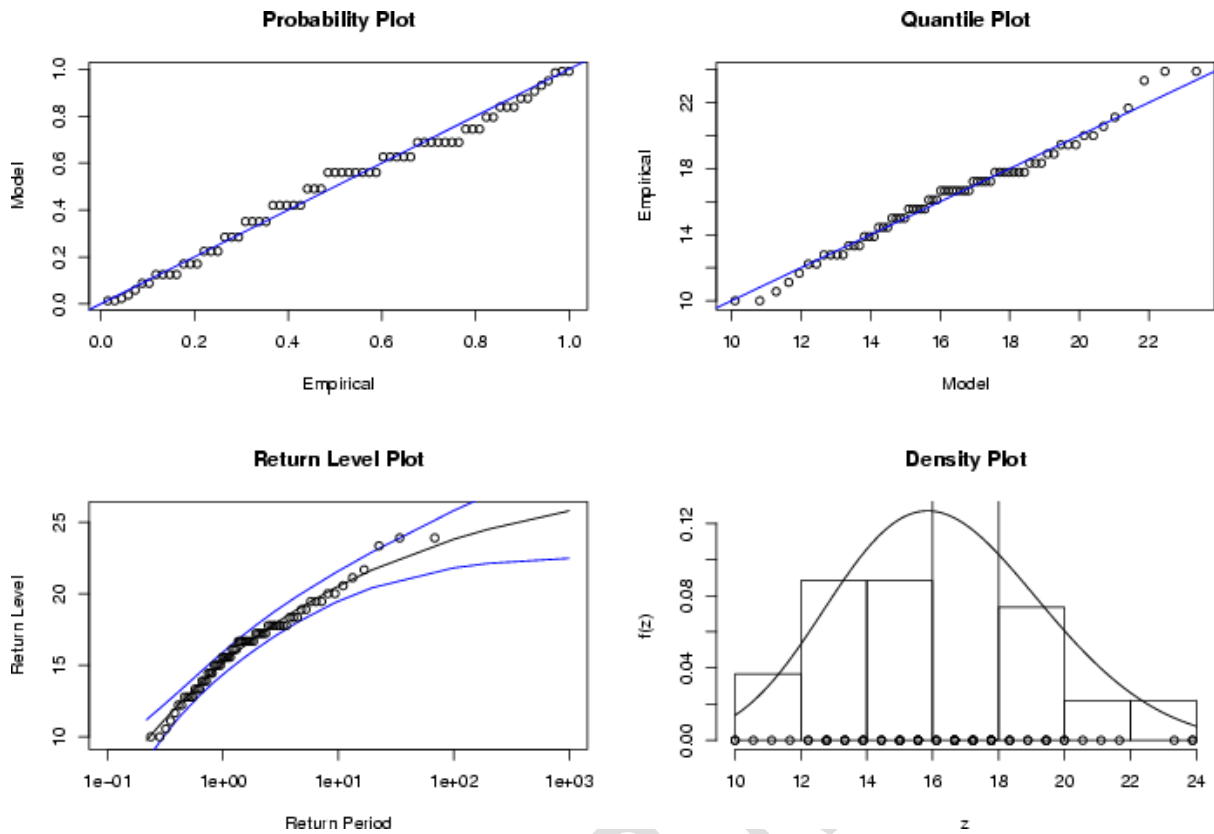 Probability Plot
Model
0.0 0.2 0.4 0.6 0.8 1.0
0.0 0.2 0.4 0.6 0.8 1.0
Empirical
Quantile Plot
Empirical
10 14 18 22
10 12 14 16 18 20 22
Model
Return Level Plot
Return Level
10 15 20 25
1e-01 1e+00 1e+01 1e+02 1e+03
Return Period
Density Plot
f(z)
0.00 0.04 0.08 0.12
10 12 14 16 18 20 22 24
z